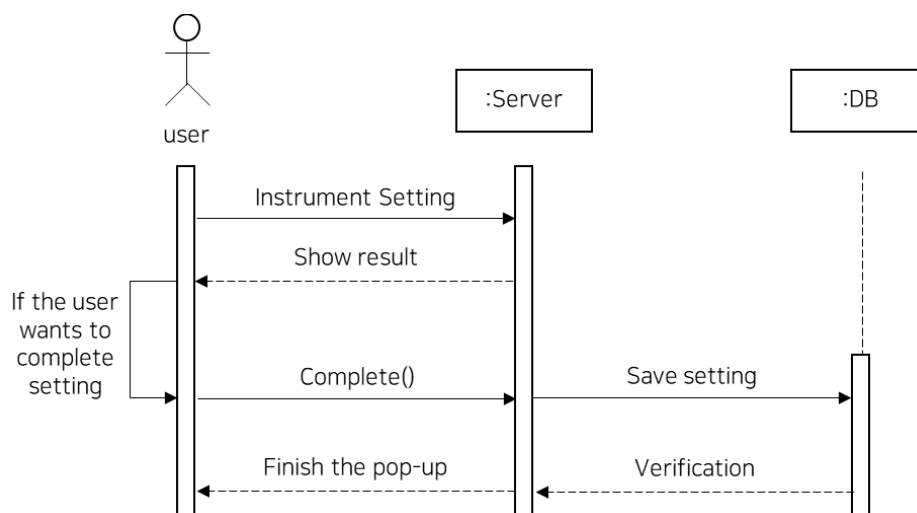 :Server
:DB
user
Instrument Setting
Show result
If the user
wants to
complete
setting
Complete()
Save setting
Finish the pop-up
Verification